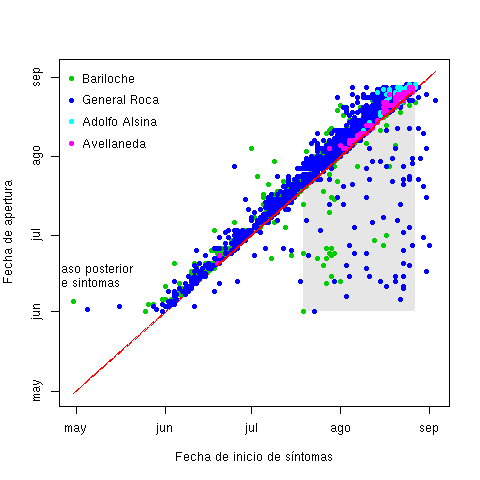 Bariloche
General Roca
Adolfo Alsina
Avellaneda
aso posterior
e sintomas
Fecha de apertura
sep
ago
jul
jun
may
may
jun
jul
ago
sep
Fecha de inicio de síntomas